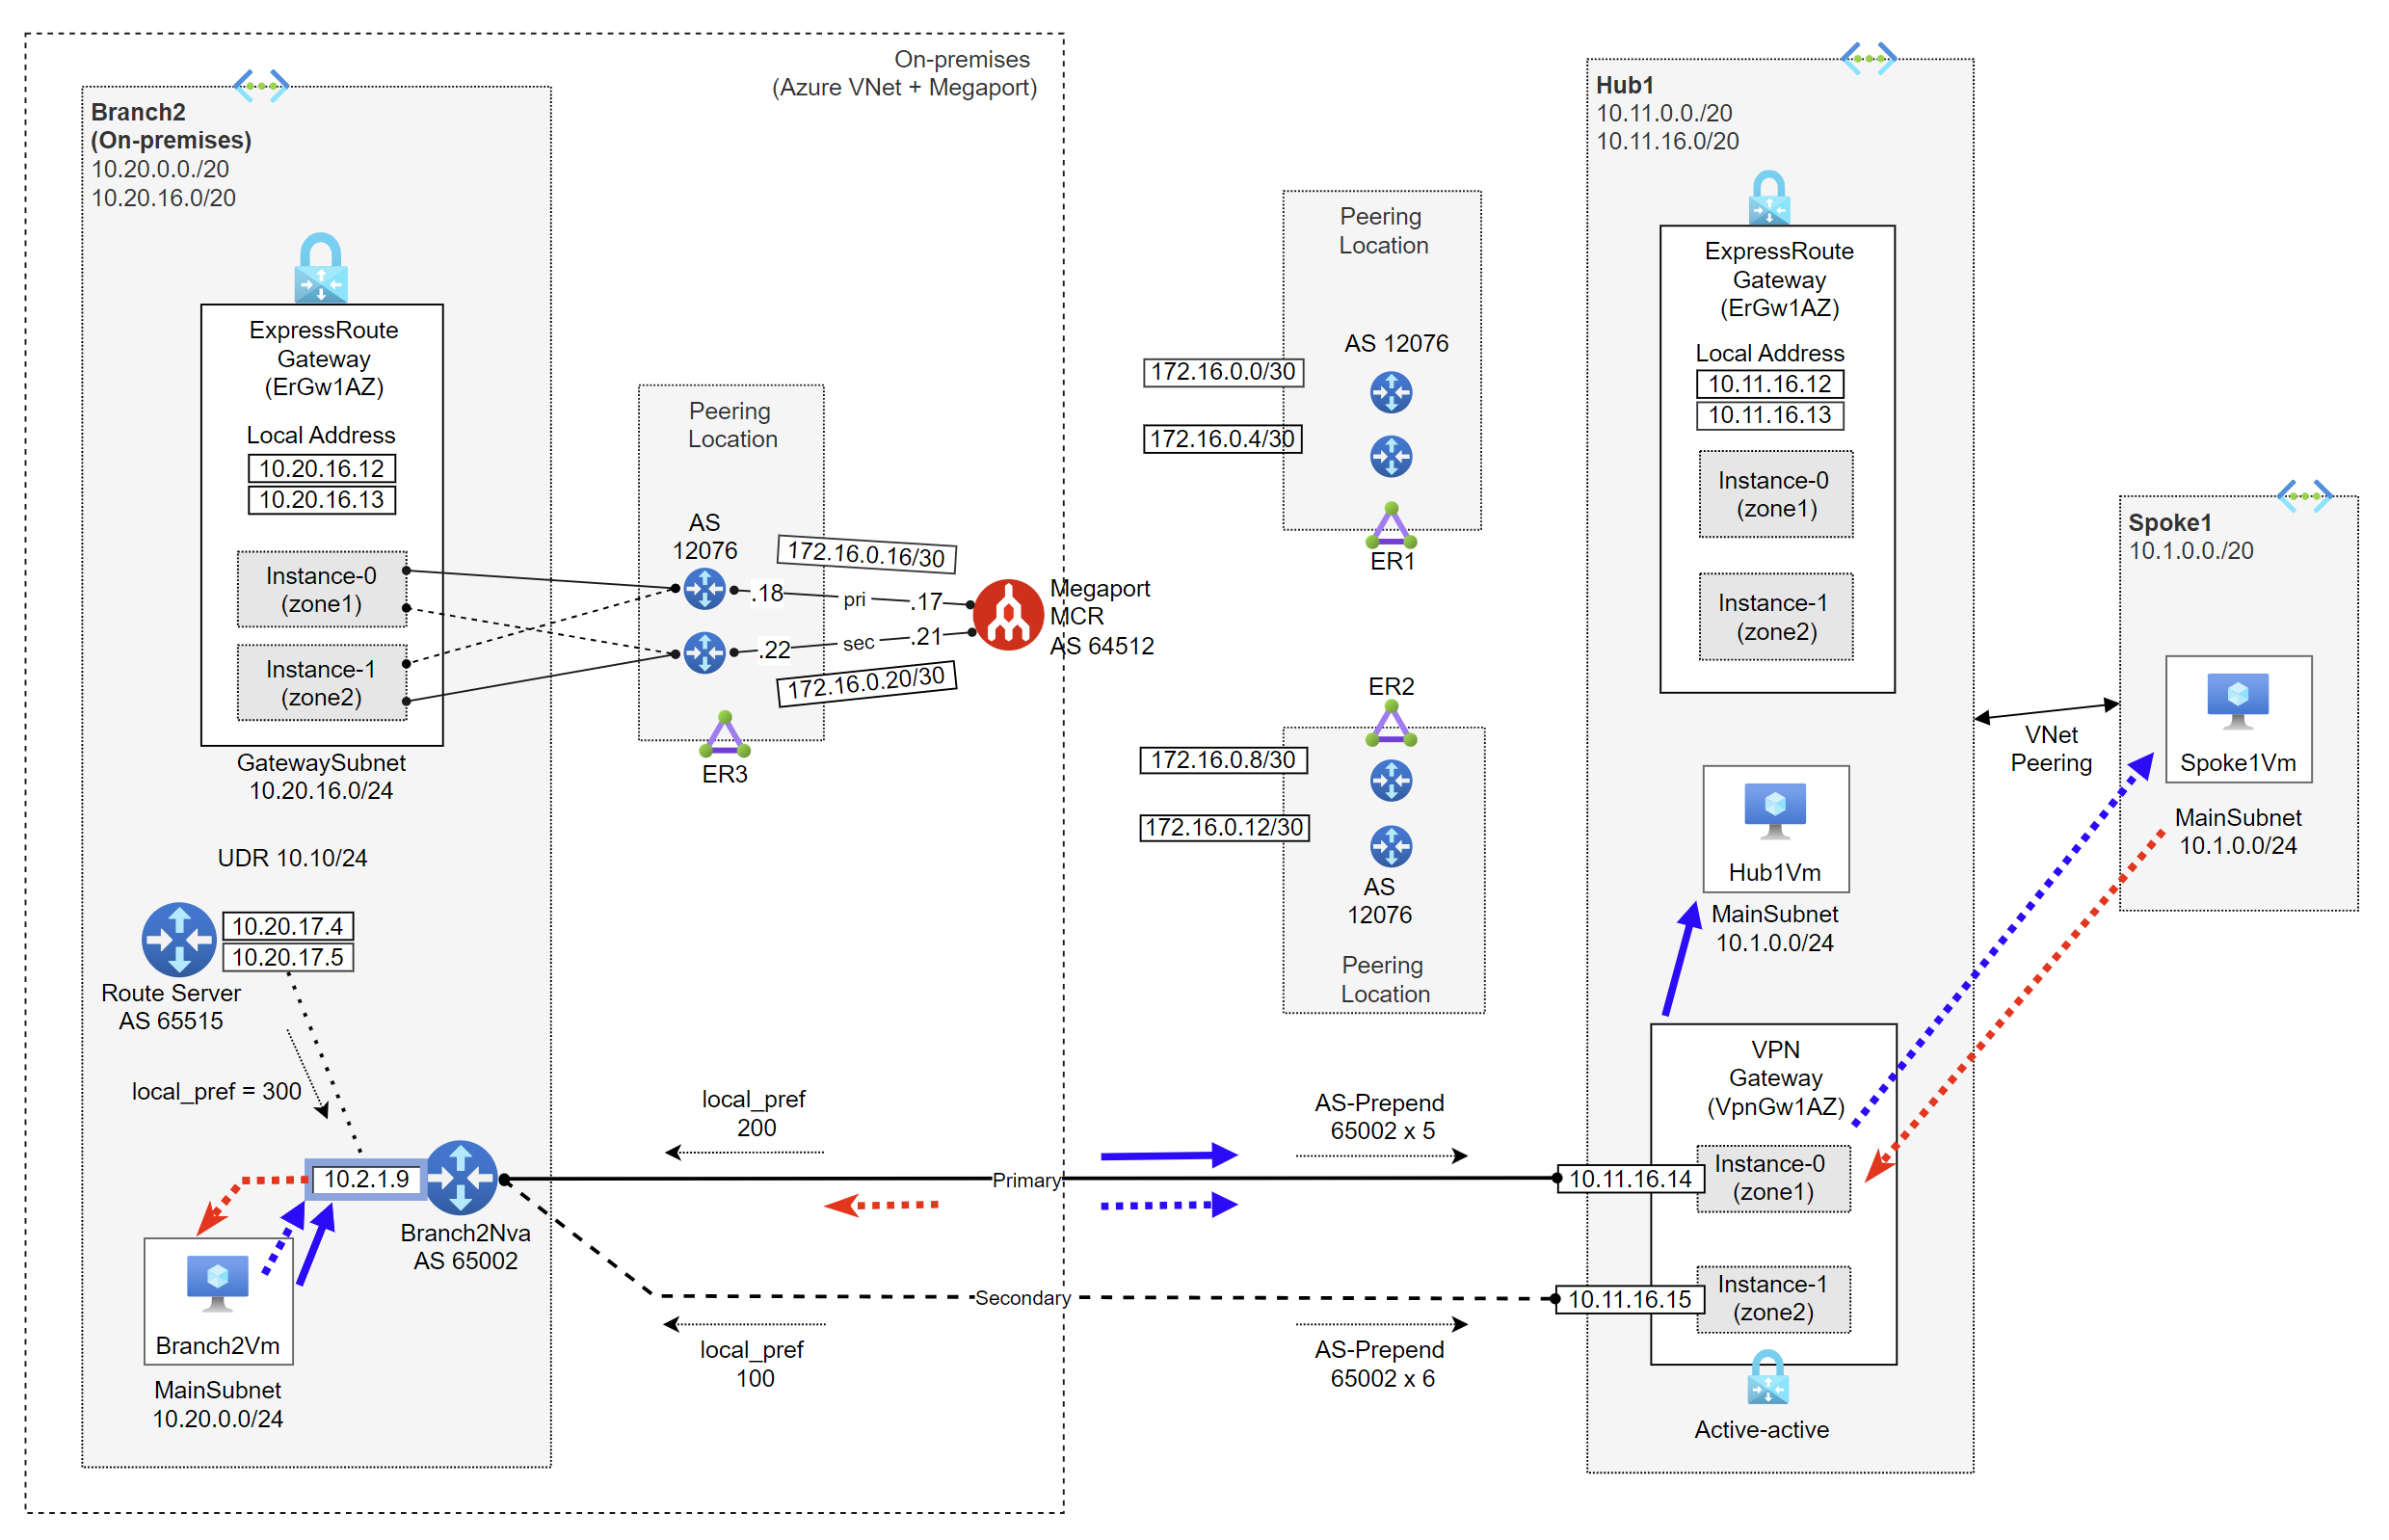 On-premises
(Azure VNet + Megaport)
Branch2
(On-premises)
10.20.0.0./20
10.20.16.0/20
ExpressRoute
Gateway
(ErGw1AZ)
Local Address
10.20.16.12
10.20.16.13
Instance-0
(zone1)
Instance-1
(zone2)
GatewaySubnet
10.20.16.0/24
UDR 10.10/24
10.20.17.4
10.20.17.5
Route Server
AS 65515
local_pref = 300
10.2.1.9
Branch2Nva
AS 65002
Branch2Vm
MainSubnet
10.20.0.0/24
Peering
Location
AS
12076
172.16.0.16/30
.18
pri
.17
.22
sec
.21
172.16.0.20/30
ER3
Megaport
MCR
AS 64512
local_pref
200
Primary
Secondary
local_pref
100
Peering
Location
AS 12076
172.16.0.0/30
172.16.0.4/30
ER1
ER2
172.16.0.8/30
172.16.0.12/30
AS
12076
Peering
Location
AS-Prepend
65002 x 5
AS-Prepend
65002 x 6
Hub1
10.11.0.0./20
10.11.16.0/20
ExpressRoute
Gateway
(ErGw1AZ)
Local Address
10.11.16.12
10.11.16.13
Instance-0
(zone1)
Instance-1
(zone2)
Hub1Vm
MainSubnet
10.1.0.0/24
VPN
Gateway
(VpnGw1AZ)
10.11.16.14
Instance-0
(zone1)
10.11.16.15
Instance-1
(zone2)
Active-active
VNet
Peering
Spoke1
10.1.0.0./20
Spoke1Vm
MainSubnet
10.1.0.0/24